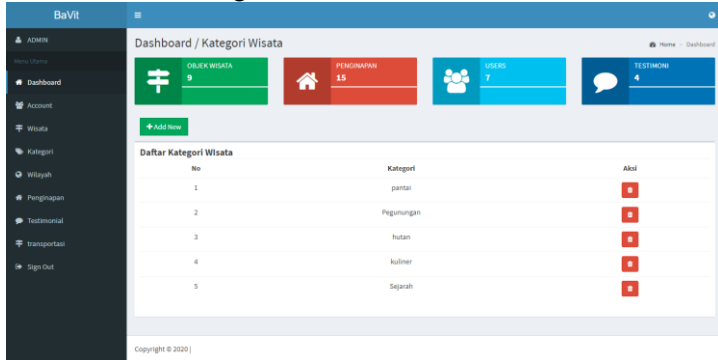 BaVit
ADMIN
Menu Utama
Dashboard
Account
Wisata
Kategori
Wilayah
Penginapan
Testimonial
transportasi
Sign Out
Dashboard / Kategori Wisata
Home > Dashboard
OBJEK WISATA
9
PENGINAPAN
15
USERS
7
TESTIMONI
4
+ Add New
Daftar Kategori WIsata
No Kategori Aksi
1 pantai
2 Pegunungan
3 hutan
4 kuliner
5 Sejarah
Copyright © 2020 |